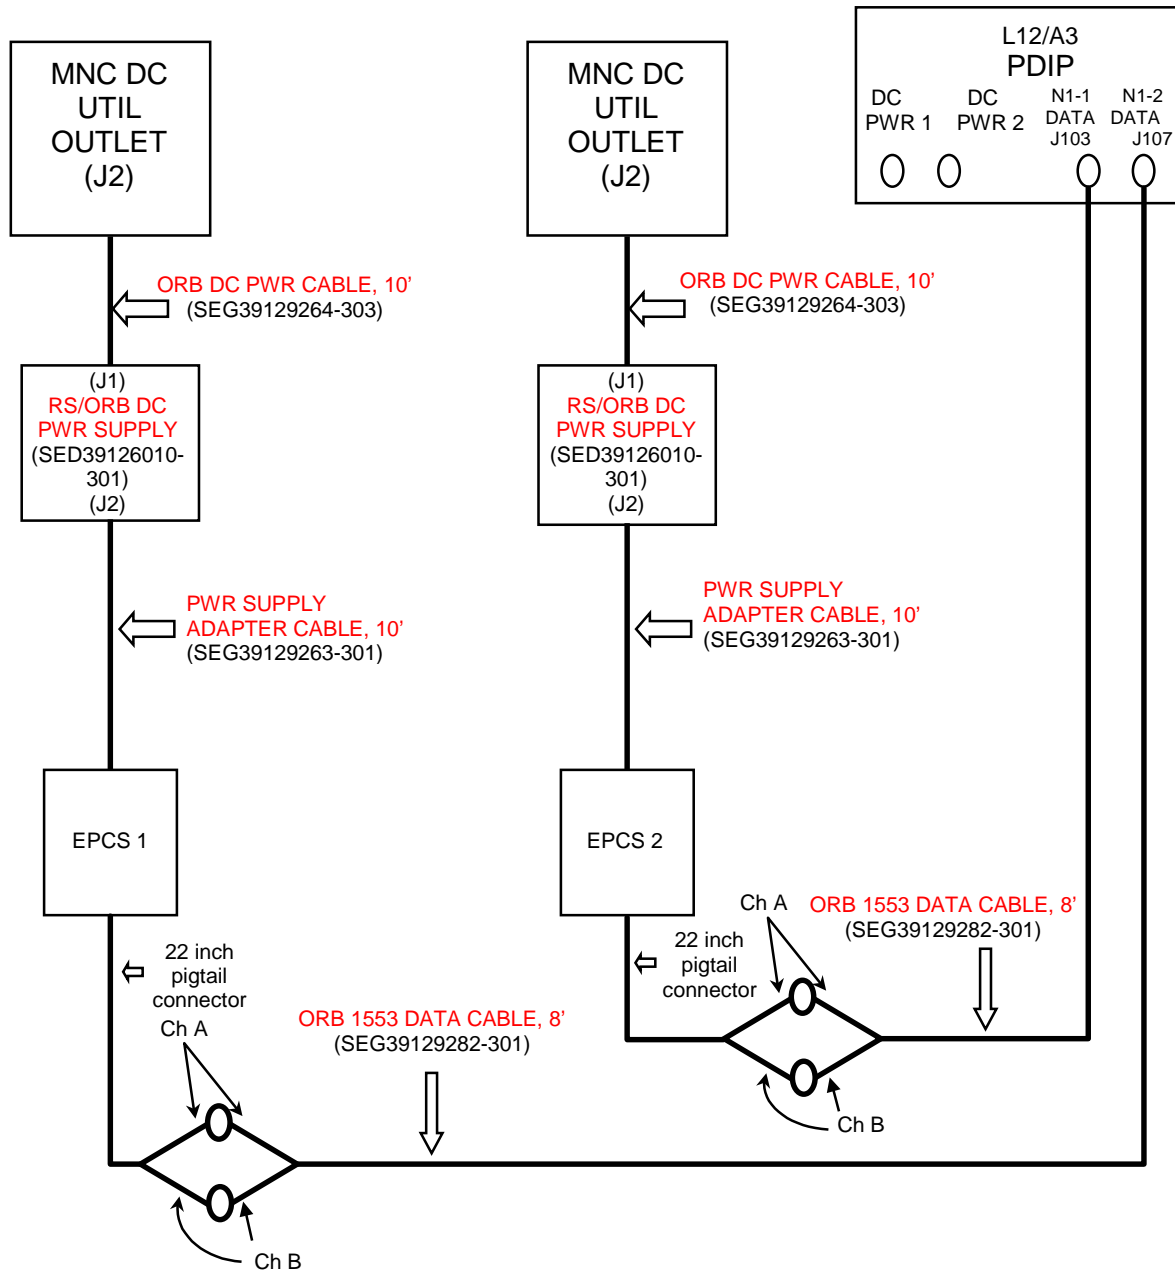 MNC DC
UTIL
OUTLET
(J2)
MNC DC
UTIL
OUTLET
(J2)
L12/A3
PDIP
DC
PWR 1
DC
PWR 2
N1-1
DATA
J103
N1-2
DATA
J107
ORB DC PWR CABLE, 10’
(SEG39129264-303)
ORB DC PWR CABLE, 10’
(SEG39129264-303)
(J1)
RS/ORB DC
PWR SUPPLY
(SED39126010-
301)
(J2)
(J1)
RS/ORB DC
PWR SUPPLY
(SED39126010-
301)
(J2)
PWR SUPPLY
ADAPTER CABLE, 10’
(SEG39129263-301)
PWR SUPPLY
ADAPTER CABLE, 10’
(SEG39129263-301)
EPCS 1
EPCS 2
22 inch
pigtail
connector
Ch A
ORB 1553 DATA CABLE, 8’
(SEG39129282-301)
Ch B
22 inch
pigtail
connector
Ch A
ORB 1553 DATA CABLE, 8’
(SEG39129282-301)
Ch B